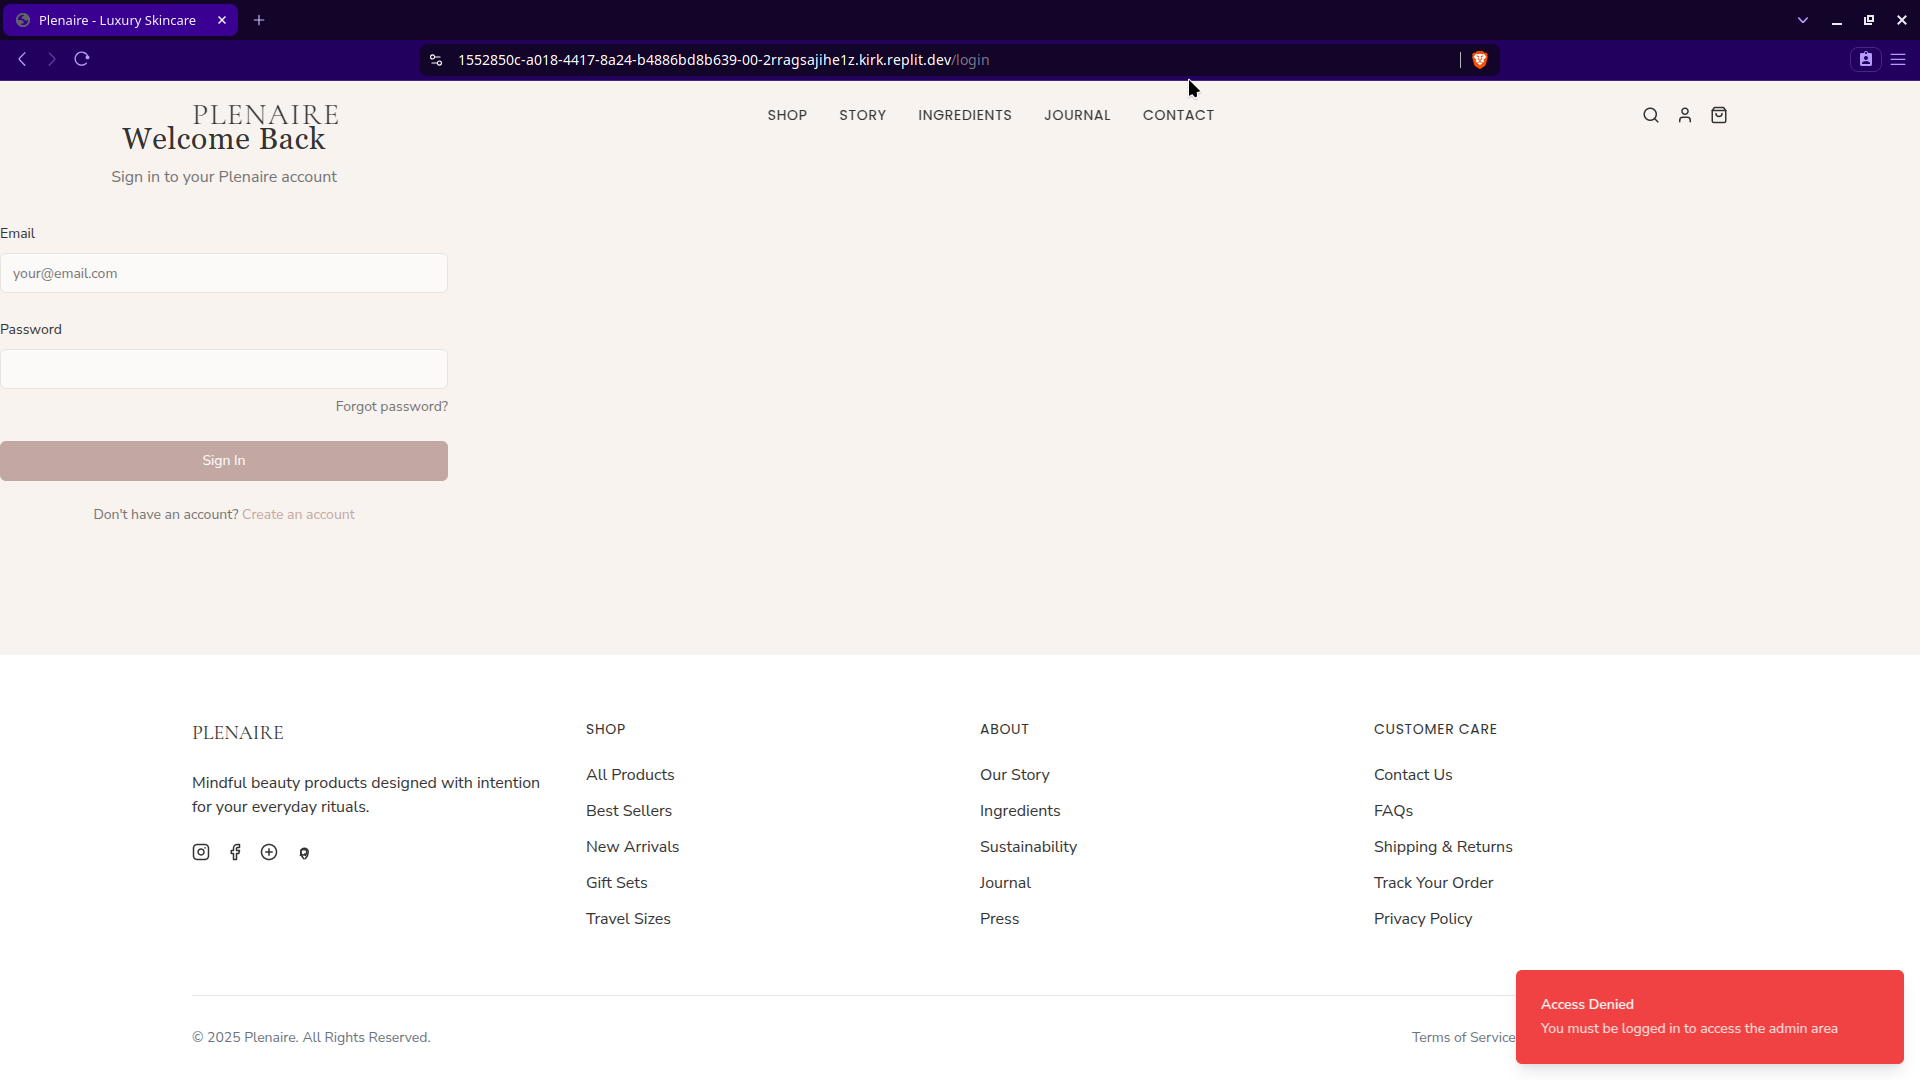 Plenaire - Luxury Skincare
1552850c-a018-4417-8a24-b4886bd8b639-00-2rragsajihe1z.kirk.replit.dev/login
PLENAIRE
SHOP STORY INGREDIENTS JOURNAL CONTACT
Welcome Back
Sign in to your Plenaire account
Email
your@email.com
Password
Forgot password?
Sign In
Don't have an account? Create an account
PLENAIRE
Mindful beauty products designed with intention
for your everyday rituals.
SHOP
All Products
Best Sellers
New Arrivals
Gift Sets
Travel Sizes
ABOUT
Our Story
Ingredients
Sustainability
Journal
Press
CUSTOMER CARE
Contact Us
FAQs
Shipping & Returns
Track Your Order
Privacy Policy
© 2025 Plenaire. All Rights Reserved.
Terms of Service
Access Denied
You must be logged in to access the admin area